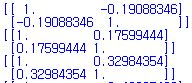 [[ 1.         -0.19088346]
 [-0.19088346  1.        ]]
[[1.         0.17599444]
 [0.17599444 1.        ]]
[[1.         0.32984354]
 [0.32984354 1.        ]]